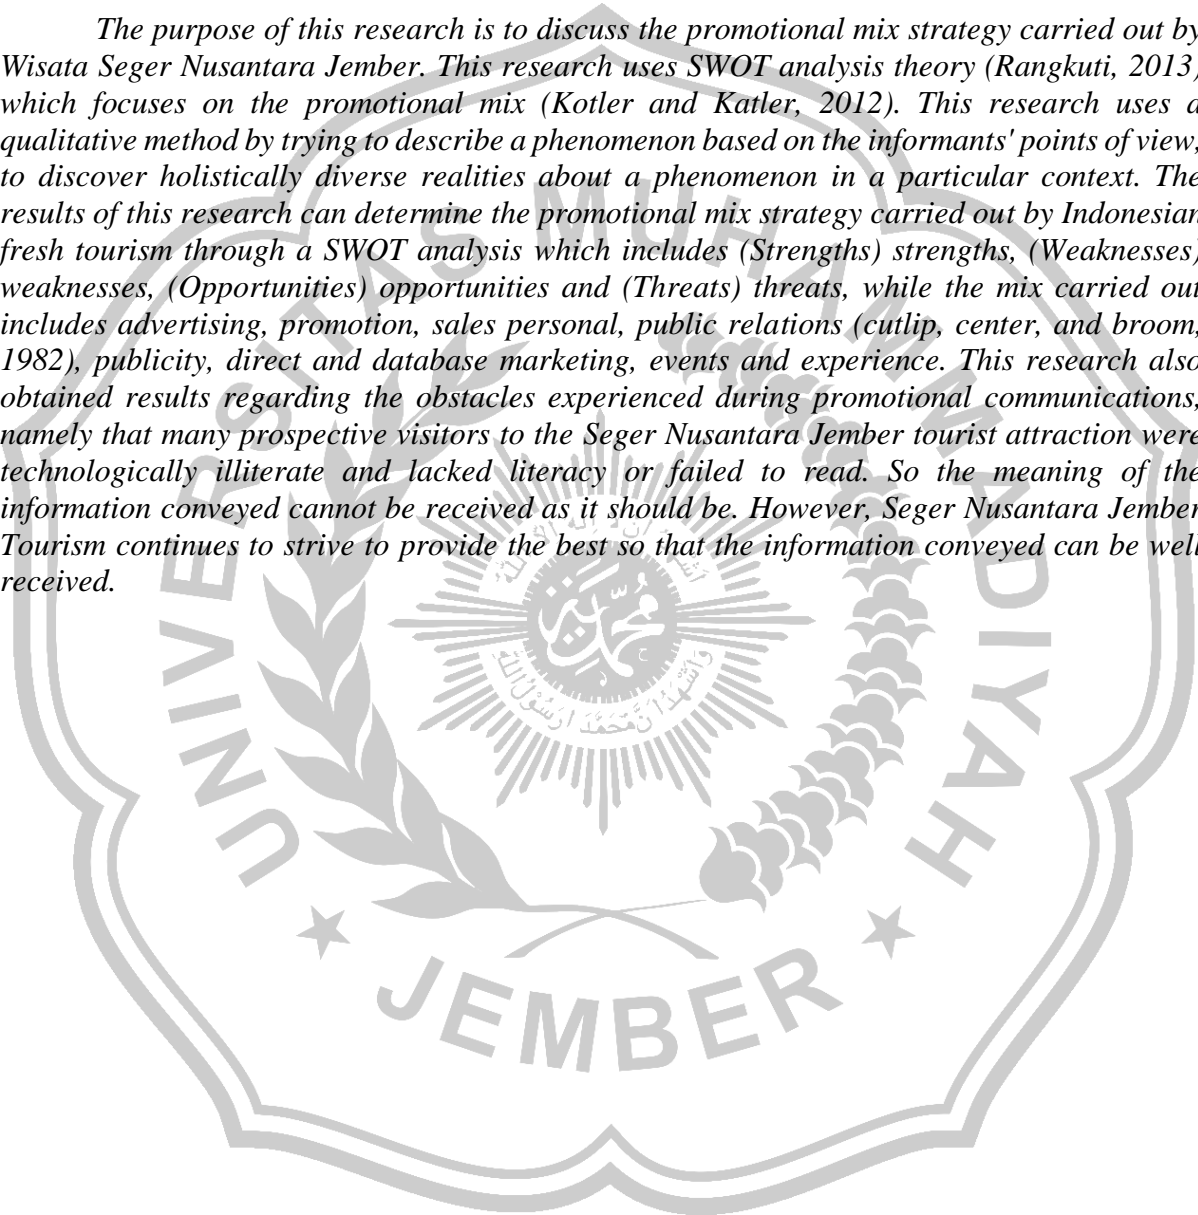 The purpose of this research is to discuss the promotional mix strategy carried out by
Wisata Seger Nusantara Jember. This research uses SWOT analysis theory (Rangkuti, 2013)
which focuses on the promotional mix (Kotler and Katler, 2012). This research uses a
qualitative method by trying to describe a phenomenon based on the informants' points of view,
to discover holistically diverse realities about a phenomenon in a particular context. The
results of this research can determine the promotional mix strategy carried out by Indonesian
fresh tourism through a SWOT analysis which includes (Strengths) strengths, (Weaknesses)
weaknesses, (Opportunities) opportunities and (Threats) threats, while the mix carried out
includes advertising, promotion, sales personal, public relations (cutlip, center, and broom,
1982), publicity, direct and database marketing, events and experience. This research also
obtained results regarding the obstacles experienced during promotional communications,
namely that many prospective visitors to the Seger Nusantara Jember tourist attraction were
technologically illiterate and lacked literacy or failed to read. So the meaning of the
information conveyed cannot be received as it should be. However, Seger Nusantara Jember
Tourism continues to strive to provide the best so that the information conveyed can be well
received.
UNIVERSITAS MUHAMMADIYAH
JEMBER
وأشهد أن محمدا رسول الله